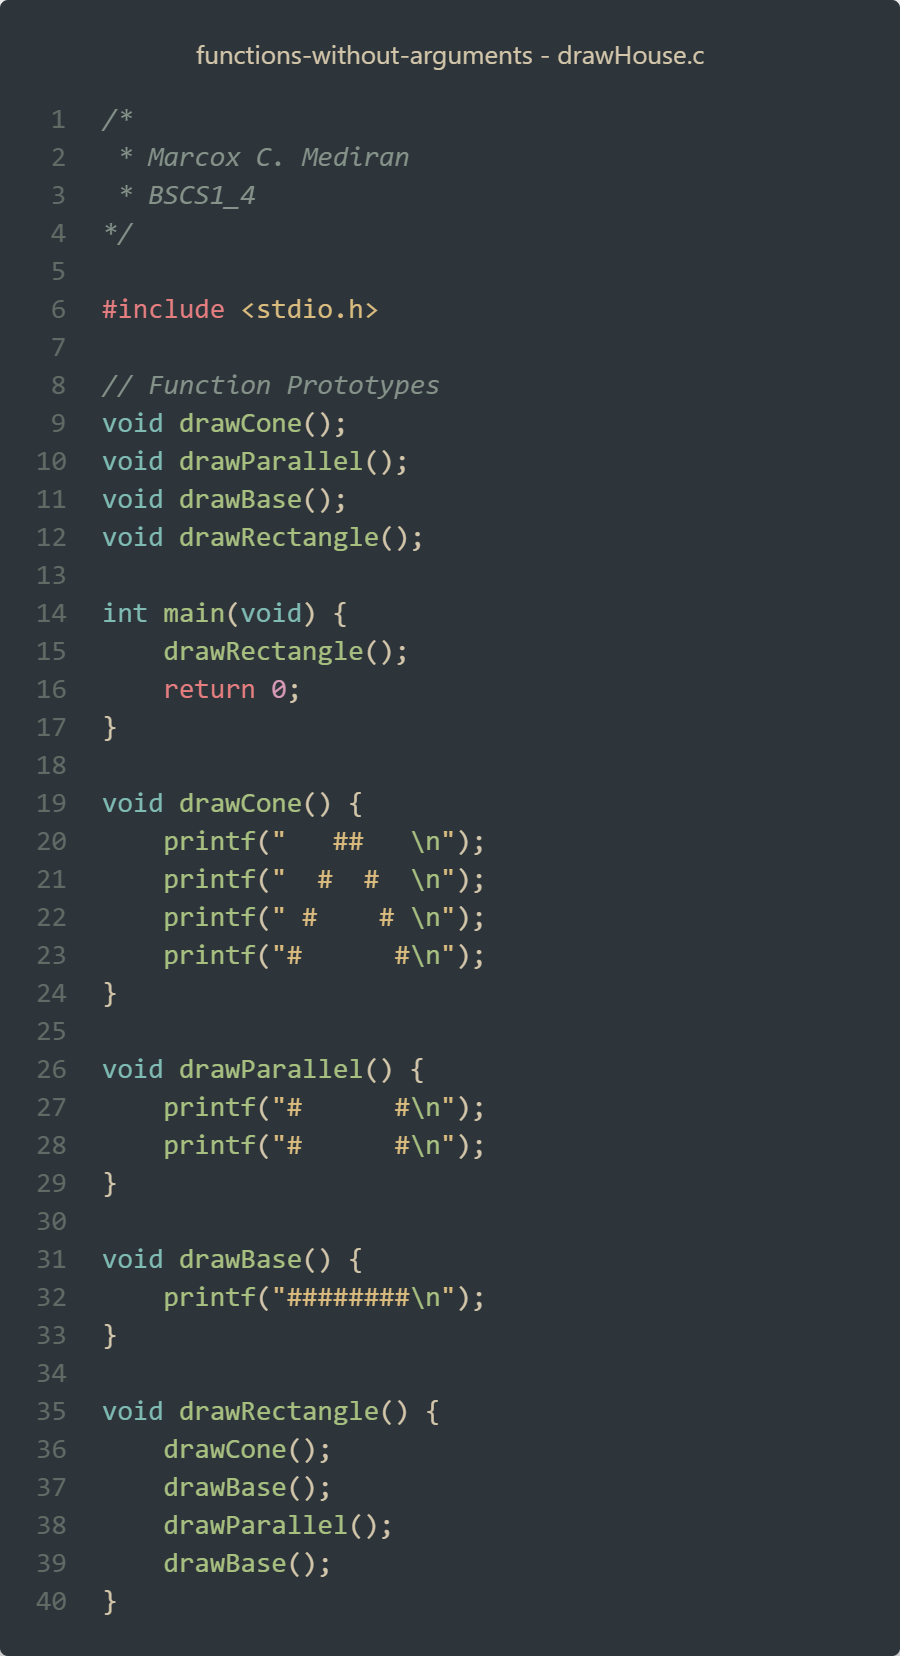 functions-without-arguments - drawHouse.c
1 /*
2  * Marcox C. Mediran
3  * BSCS1_4
4 */
5
6 #include <stdio.h>
7
8 // Function Prototypes
9 void drawCone();
10 void drawParallel();
11 void drawBase();
12 void drawRectangle();
13
14 int main(void) {
15     drawRectangle();
16     return 0;
17 }
18
19 void drawCone() {
20     printf("   ##   \n");
21     printf("  #  #  \n");
22     printf(" #    # \n");
23     printf("#      #\n");
24 }
25
26 void drawParallel() {
27     printf("#      #\n");
28     printf("#      #\n");
29 }
30
31 void drawBase() {
32     printf("########\n");
33 }
34
35 void drawRectangle() {
36     drawCone();
37     drawBase();
38     drawParallel();
39     drawBase();
40 }